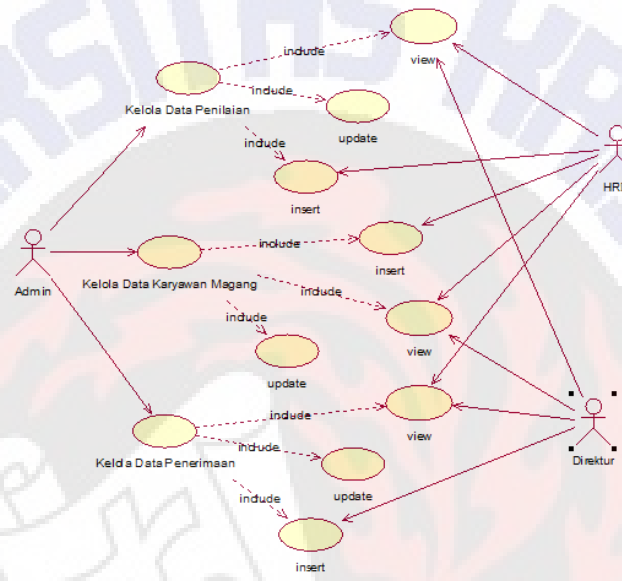 include
view
Kelola Data Penilaian
include
update
include
insert
HR
include
insert
Admin
Kelola Data Karyawan Magang
include
view
include
update
include
view
Kelola Data Penerimaan
include
update
Direktur
include
insert